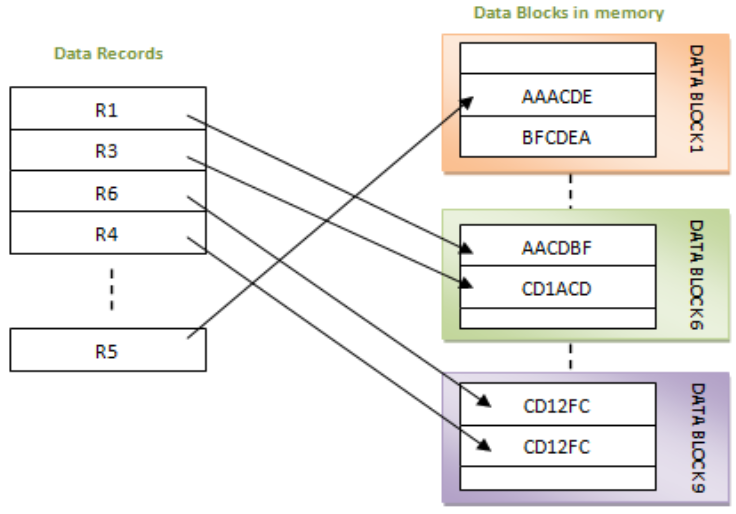 Data Blocks in memory
Data Records
R1
R3
R6
R4
R5
AAACDE
BFCDEA
DATA BLOCK1
AACDBF
CD1ACD
DATA BLOCK6
CD12FC
CD12FC
DATA BLOCK9